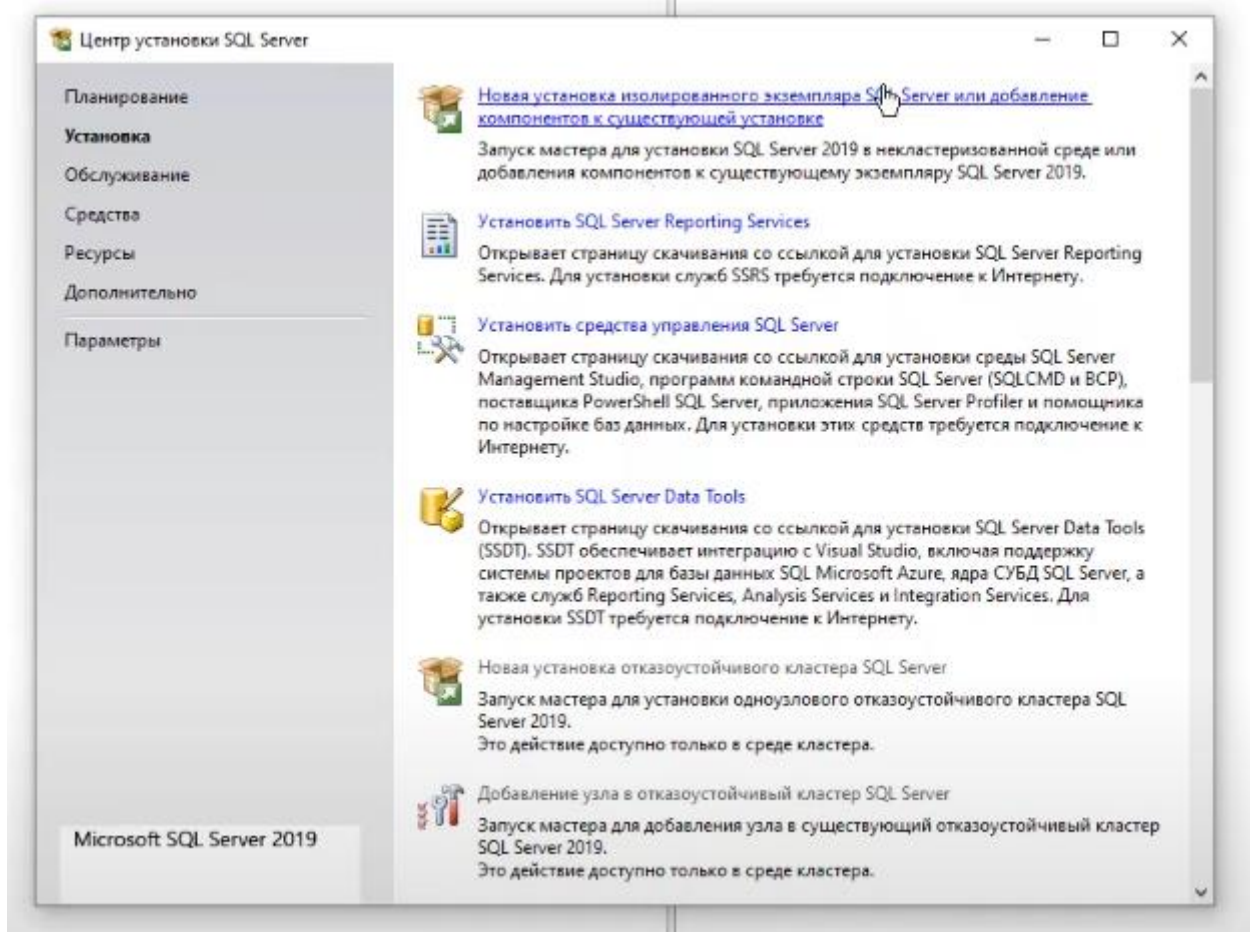 Центр установки SQL Server
Планирование
Установка
Обслуживание
Средства
Ресурсы
Дополнительно
Параметры
Microsoft SQL Server 2019
Новая установка изолированного экземпляра SQL Server или добавление
компонентов к существующей установке
Запуск мастера для установки SQL Server 2019 в некластеризованной среде или
добавления компонентов к существующему экземпляру SQL Server 2019.
Установить SQL Server Reporting Services
Открывает страницу скачивания со ссылкой для установки SQL Server Reporting
Services. Для установки служб SSRS требуется подключение к Интернету.
Установить средства управления SQL Server
Открывает страницу скачивания со ссылкой для установки среды SQL Server
Management Studio, программ командной строки SQL Server (SQLCMD и BCP),
поставщика PowerShell SQL Server, приложения SQL Server Profiler и помощника
по настройке баз данных. Для установки этих средств требуется подключение к
Интернету.
Установить SQL Server Data Tools
Открывает страницу скачивания со ссылкой для установки SQL Server Data Tools
(SSDT). SSDT обеспечивает интеграцию с Visual Studio, включая поддержку
системы проектов для базы данных SQL Microsoft Azure, ядра СУБД SQL Server, а
также служб Reporting Services, Analysis Services и Integration Services. Для
установки SSDT требуется подключение к Интернету.
Новая установка отказоустойчивого кластера SQL Server
Запуск мастера для установки одноузлового отказоустойчивого кластера SQL
Server 2019.
Это действие доступно только в среде кластера.
Добавление узла в отказоустойчивый кластер SQL Server
Запуск мастера для добавления узла в существующий отказоустойчивый кластер
SQL Server 2019.
Это действие доступно только в среде кластера.